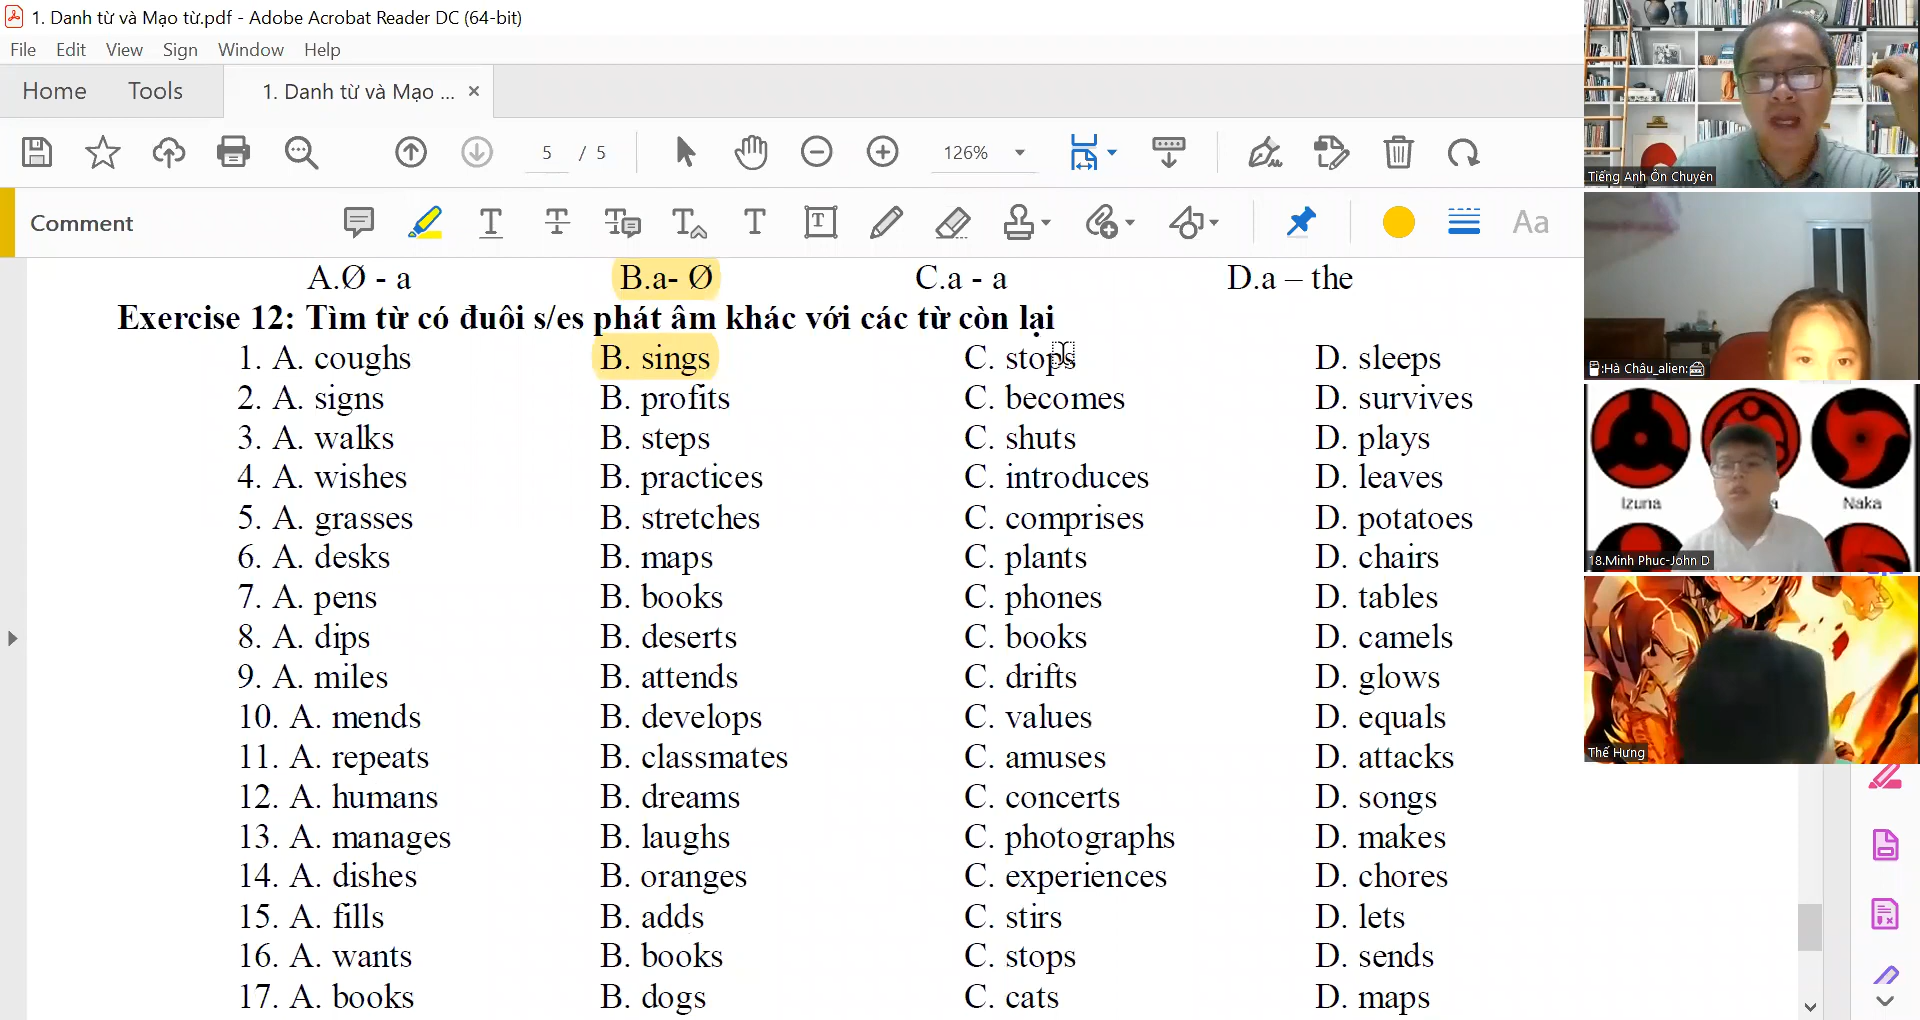 1. Danh từ và Mạo từ.pdf - Adobe Acrobat Reader DC (64-bit)
File Edit View Sign Window Help
Home Tools 1. Danh từ và Mạo ... ×
5 / 5 126%
Comment Aa
A.Ø - a B.a- Ø C.a - a D.a – the
Exercise 12: Tìm từ có đuôi s/es phát âm khác với các từ còn lại
1. A. coughs B. sings C. stops D. sleeps
2. A. signs B. profits C. becomes D. survives
3. A. walks B. steps C. shuts D. plays
4. A. wishes B. practices C. introduces D. leaves
5. A. grasses B. stretches C. comprises D. potatoes
6. A. desks B. maps C. plants D. chairs
7. A. pens B. books C. phones D. tables
8. A. dips B. deserts C. books D. camels
9. A. miles B. attends C. drifts D. glows
10. A. mends B. develops C. values D. equals
11. A. repeats B. classmates C. amuses D. attacks
12. A. humans B. dreams C. concerts D. songs
13. A. manages B. laughs C. photographs D. makes
14. A. dishes B. oranges C. experiences D. chores
15. A. fills B. adds C. stirs D. lets
16. A. wants B. books C. stops D. sends
17. A. books B. dogs C. cats D. maps
Tiếng Anh Ôn Chuyên
:Hà Châu_alien:
Izuna Naka
18.Minh Phuc-John D
Thế Hưng